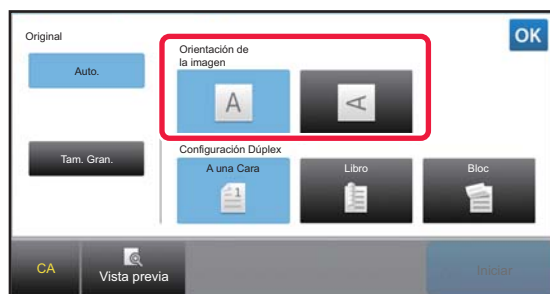 Original
OK
Orientación de
la imagen
Auto.
A
A
Tam. Gran.
Configuración Dúplex
A una Cara
Libro
Bloc
1
CA
Vista previa
Iniciar